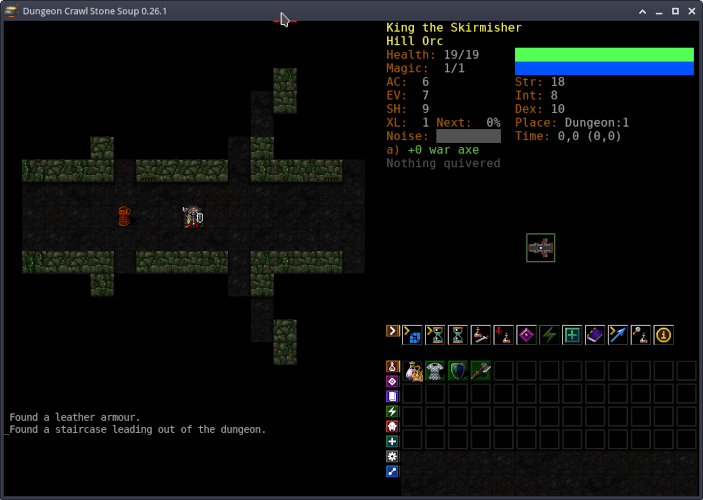 Dungeon Crawl Stone Soup 0.26.1
King the Skirmisher
Hill Orc
Health: 19/19
Magic: 1/1
AC: 6 Str: 18
EV: 7 Int: 8
SH: 9 Dex: 10
XL: 1 Next: 0% Place: Dungeon:1
Noise: Time: 0,0 (0,0)
a) +0 war axe
Nothing quivered
Found a leather armour.
_Found a staircase leading out of the dungeon.